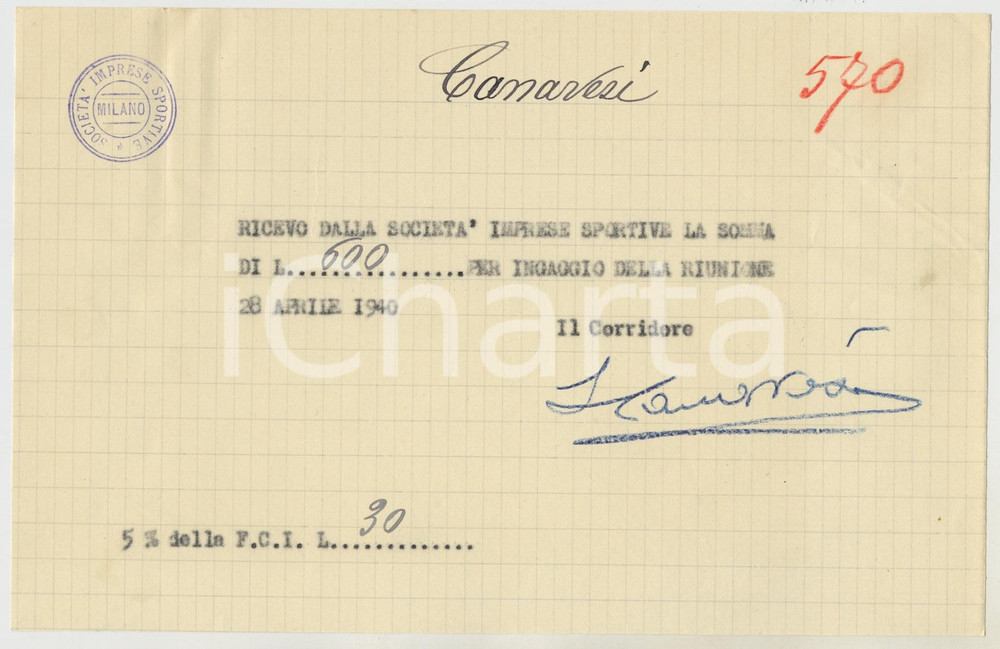 SOCIETA' IMPRESE SPORTIVE *
MILANO
Canavesi
570
RICEVO DALLA SOCIETA' IMPRESE SPORTIVE LA SOMMA
DI L...600...............PER INGAGGIO DELLA RIUNIONE
28 APRILE 1940
Il Corridore
iCharta
5 % della F.C.I. L....30.........